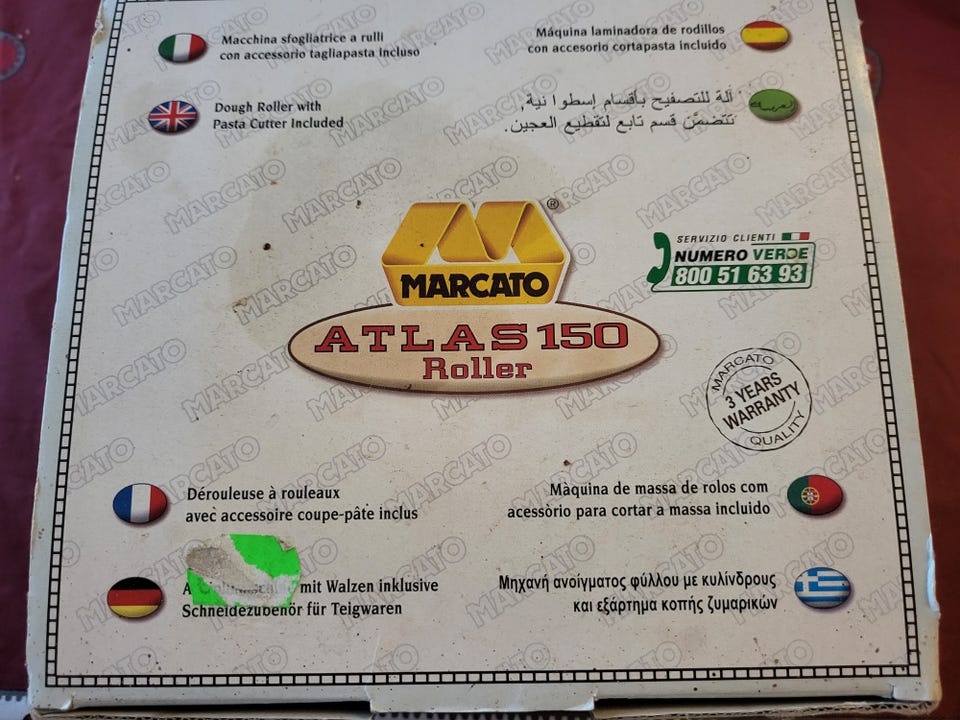 Macchina sfogliatrice a rulli
con accessorio tagliapasta incluso
Máquina laminadora de rodillos
con accesorio cortapasta incluido
Dough Roller with
Pasta Cutter Included
آلة للتصفيح بأقسام إسطوا نية
تتضمَّن قسم تابع لتقطيع العجين.
العربية
MARCATO
®
ATLAS 150
Roller
SERVIZIO CLIENTI
NUMERO VERDE
800 51 63 93
MARCATO
3 YEARS
WARRANTY
QUALITY
Dérouleuse à rouleaux
avec accessoire coupe-pâte inclus
Màquina de massa de rolos com
acessòrio para cortar a massa incluido
mit Walzen inklusive
Schneidezubehör für Teigwaren
Μηχανή ανοίγματος φύλλου με κυλίνδρους
και εξάρτημα κοπής ζυμαρικών